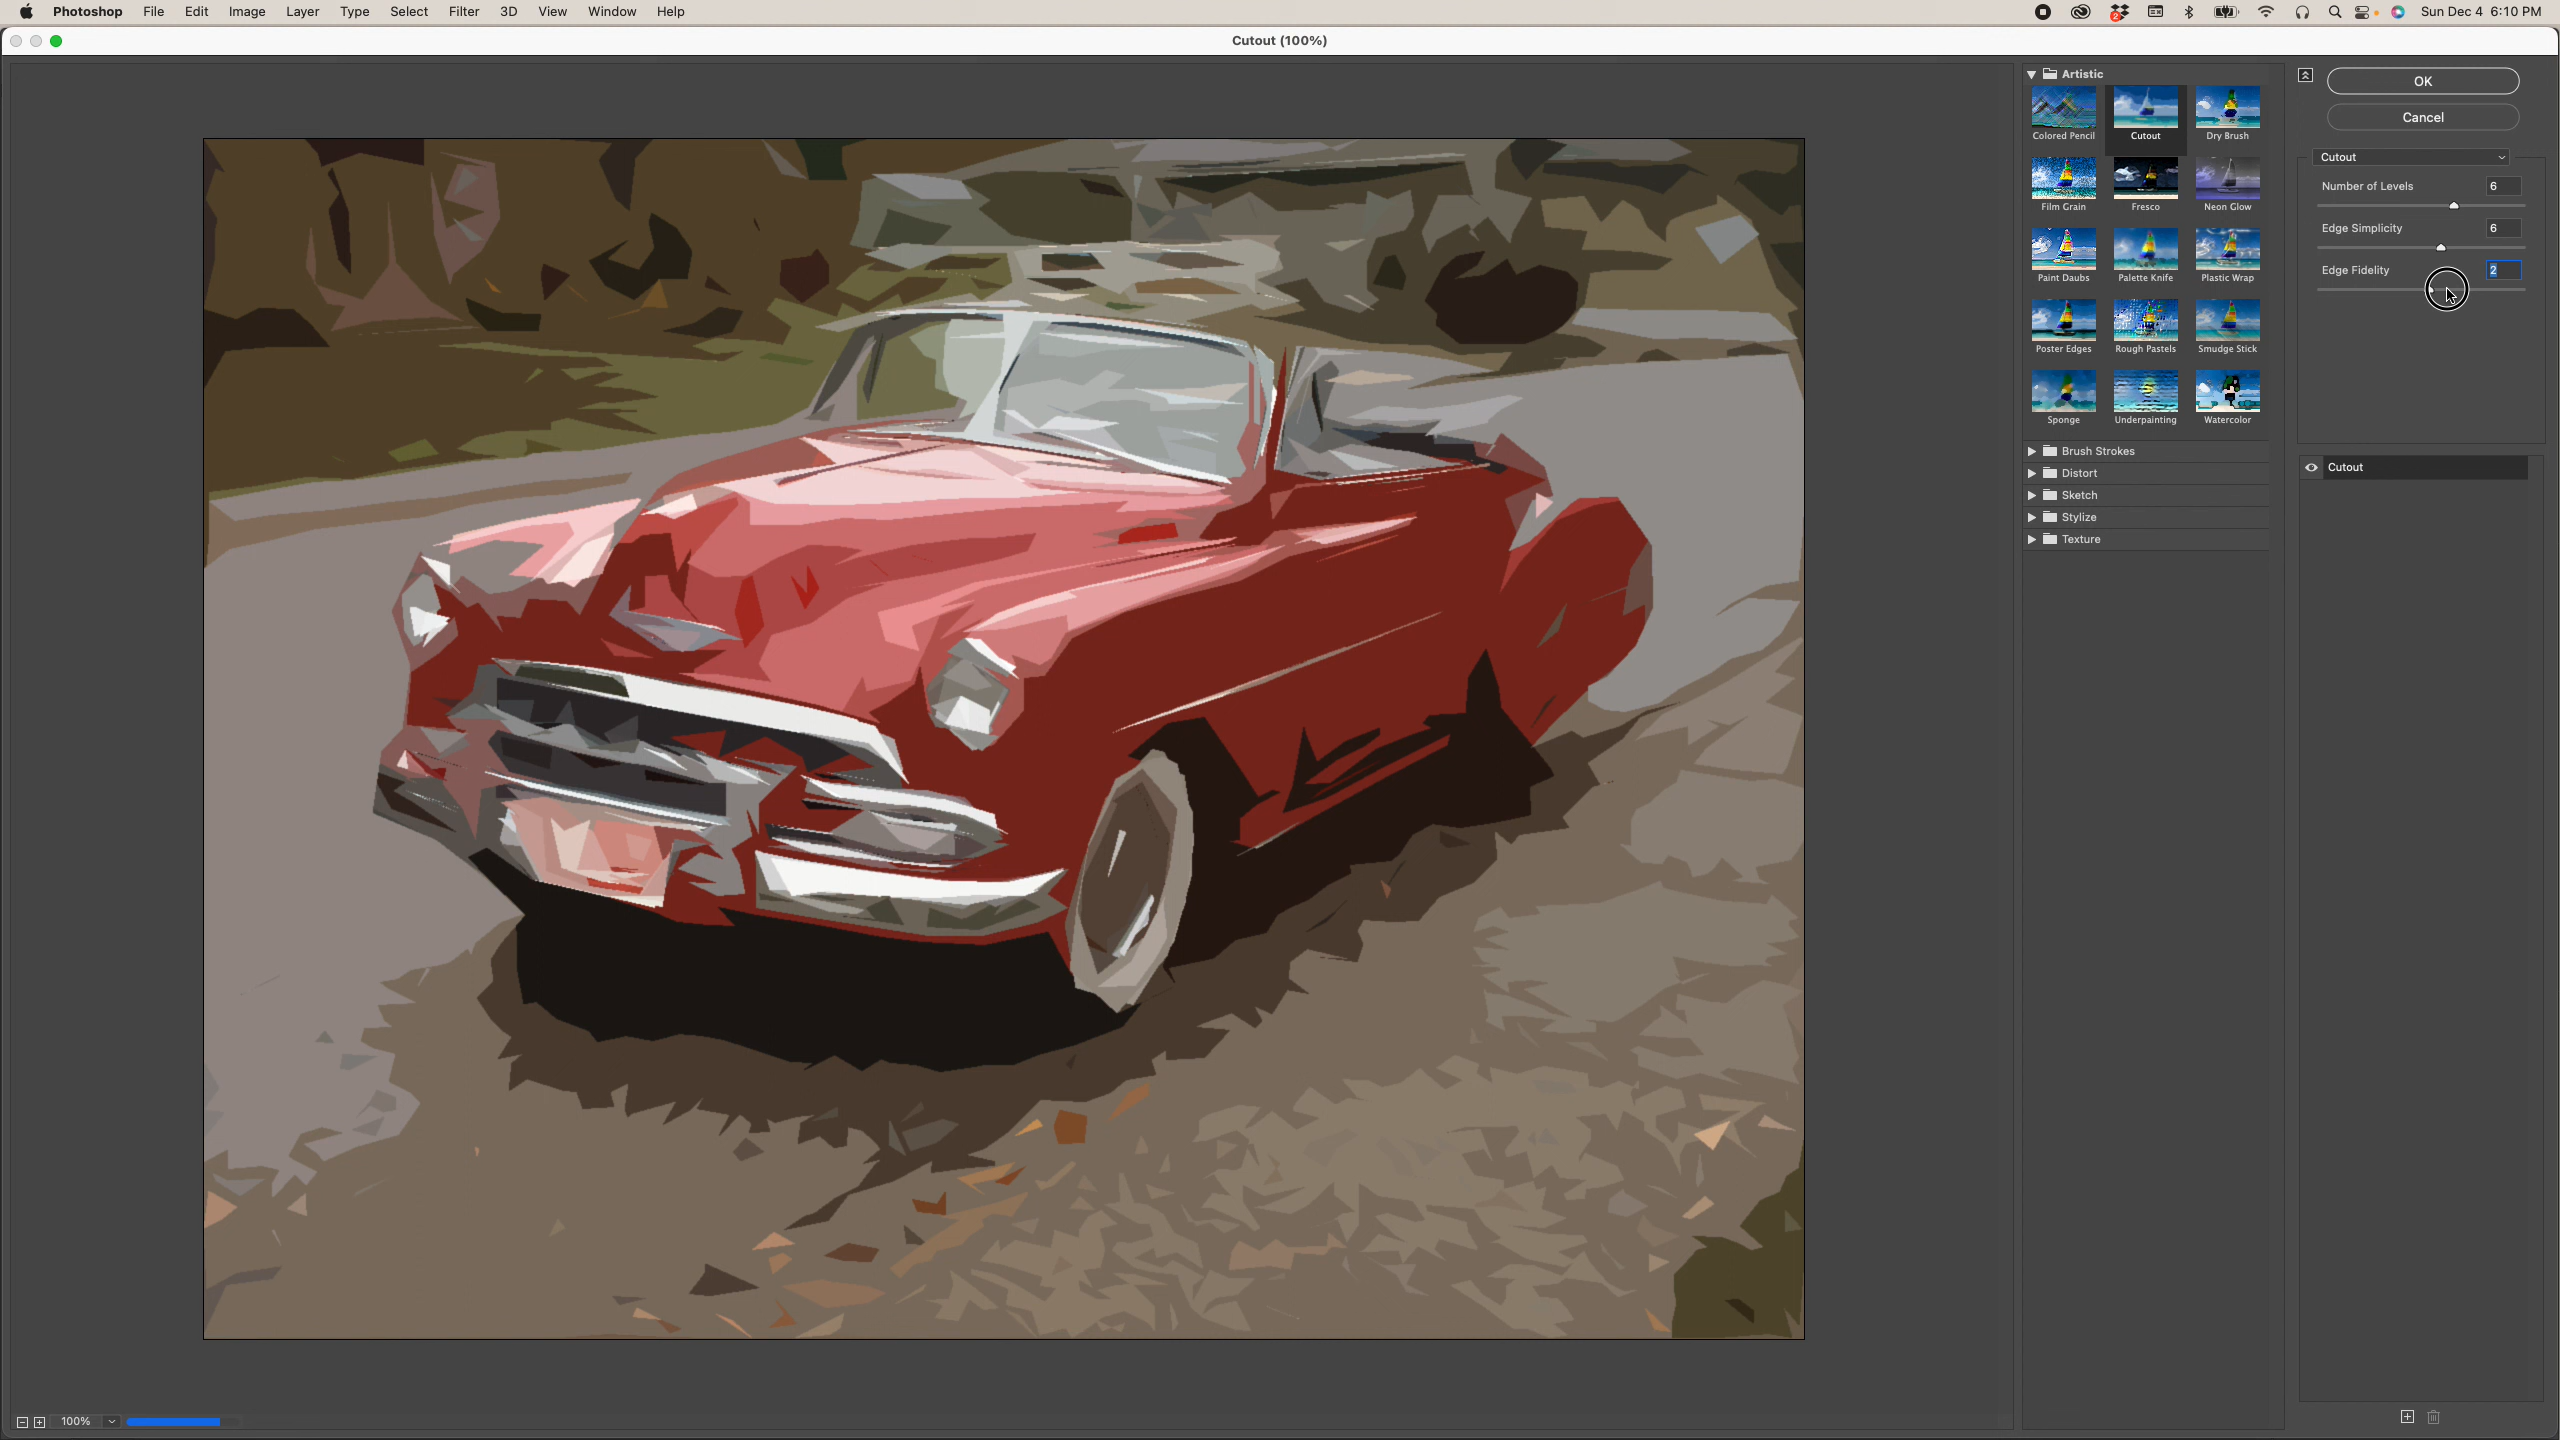 Photoshop File Edit Image Layer Type Select Filter 3D View Window Help
2
Sun Dec 4 6:10 PM
Cutout (100%)
Artistic
Colored Pencil Cutout Dry Brush
Film Grain Fresco Neon Glow
Paint Daubs Palette Knife Plastic Wrap
Poster Edges Rough Pastels Smudge Stick
Sponge Underpainting Watercolor
Brush Strokes
Distort
Sketch
Stylize
Texture
OK
Cancel
Cutout
Number of Levels 6
Edge Simplicity 6
Edge Fidelity 2
Cutout
100%